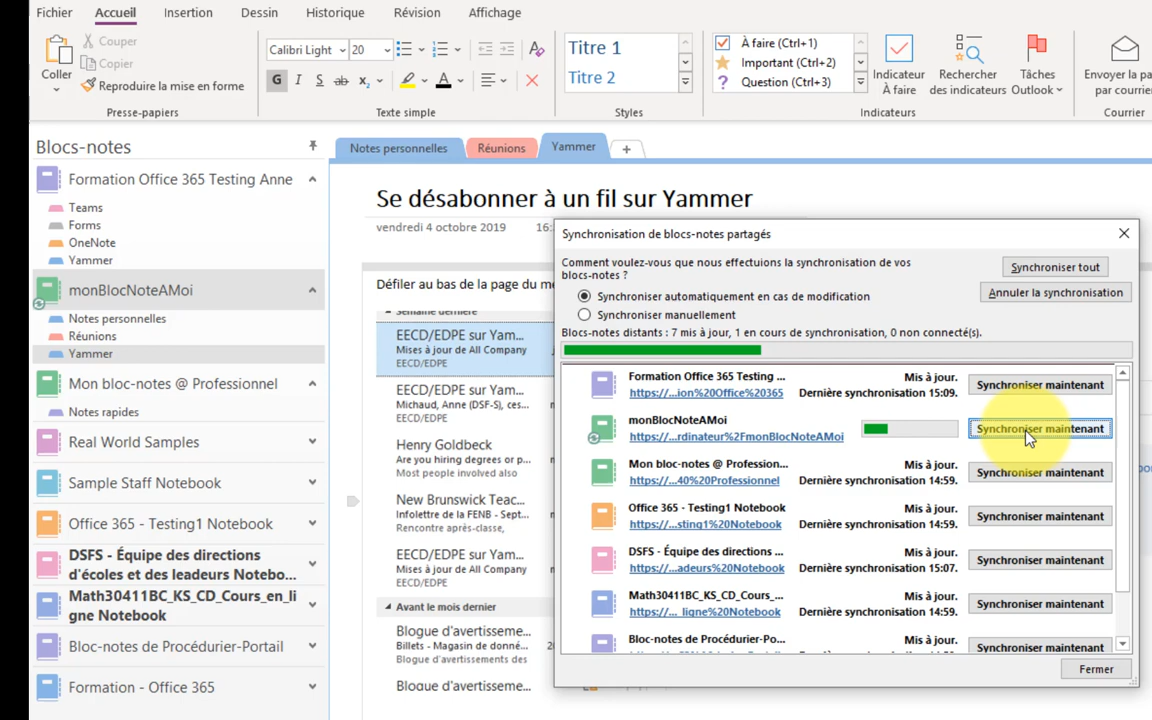 Fichier Accueil Insertion Dessin Historique Révision Affichage
Coller
Couper
Copier
Reproduire la mise en forme
Presse-papiers
Calibri Light 20
G I S ab x₂ A
Texte simple
Titre 1
Titre 2
Styles
À faire (Ctrl+1)
Important (Ctrl+2)
? Question (Ctrl+3)
Indicateur
À faire
Rechercher
des indicateurs
Tâches
Outlook
Indicateurs
Envoyer la pa
par courrie
Courrier
Blocs-notes
Formation Office 365 Testing Anne
Teams
Forms
OneNote
Yammer
monBlocNoteAMoi
Notes personnelles
Réunions
Yammer
Mon bloc-notes @ Professionnel
Notes rapides
Real World Samples
Sample Staff Notebook
Office 365 - Testing1 Notebook
DSFS - Équipe des directions
d'écoles et des leadeurs Notebo...
Math30411BC_KS_CD_Cours_en_li
gne Notebook
Bloc-notes de Procédurier-Portail
Formation - Office 365
Notes personnelles Réunions Yammer +
Se désabonner à un fil sur Yammer
vendredi 4 octobre 2019 16:
Défiler au bas de la page du me
Semaine dernière
EECD/EDPE sur Yam...
Mises à jour de All Company
EECD/EDPE
EECD/EDPE sur Yam...
Michaud, Anne (DSF-S), ces...
EECD/EDPE
Henry Goldbeck
Are you hiring degrees or p...
Most people involved also
New Brunswick Teac...
Infolettre de la FENB - Sept...
Rencontre après-classe,
EECD/EDPE sur Yam...
Mises à jour de All Company
EECD/EDPE
Avant le mois dernier
Blogue d'avertisseme...
Billets - Magasin de donné...
Blogue d'avertissements des
Blogue d'avertisseme...
Synchronisation de blocs-notes partagés
Comment voulez-vous que nous effectuions la synchronisation de vos
blocs-notes ?
Synchroniser tout
Annuler la synchronisation
Synchroniser automatiquement en cas de modification
Synchroniser manuellement
Blocs-notes distants : 7 mis à jour, 1 en cours de synchronisation, 0 non connecté(s).
Formation Office 365 Testing ... Mis à jour.
https://...ion%20Office%20365 Dernière synchronisation 15:09. Synchroniser maintenant
monBlocNoteAMoi
https://...rdinateur%2FmonBlocNoteAMoi Synchroniser maintenant
Mon bloc-notes @ Profession... Mis à jour.
https://...40%20Professionnel Dernière synchronisation 14:59. Synchroniser maintenant
Office 365 - Testing1 Notebook Mis à jour.
https://...sting1%20Notebook Dernière synchronisation 14:59. Synchroniser maintenant
DSFS - Équipe des directions ... Mis à jour.
https://...adeurs%20Notebook Dernière synchronisation 15:07. Synchroniser maintenant
Math30411BC_KS_CD_Cours_... Mis à jour.
https://... ligne%20Notebook Dernière synchronisation 14:59. Synchroniser maintenant
Bloc-notes de Procédurier-Po... Mis à jour.
Synchroniser maintenant
Fermer